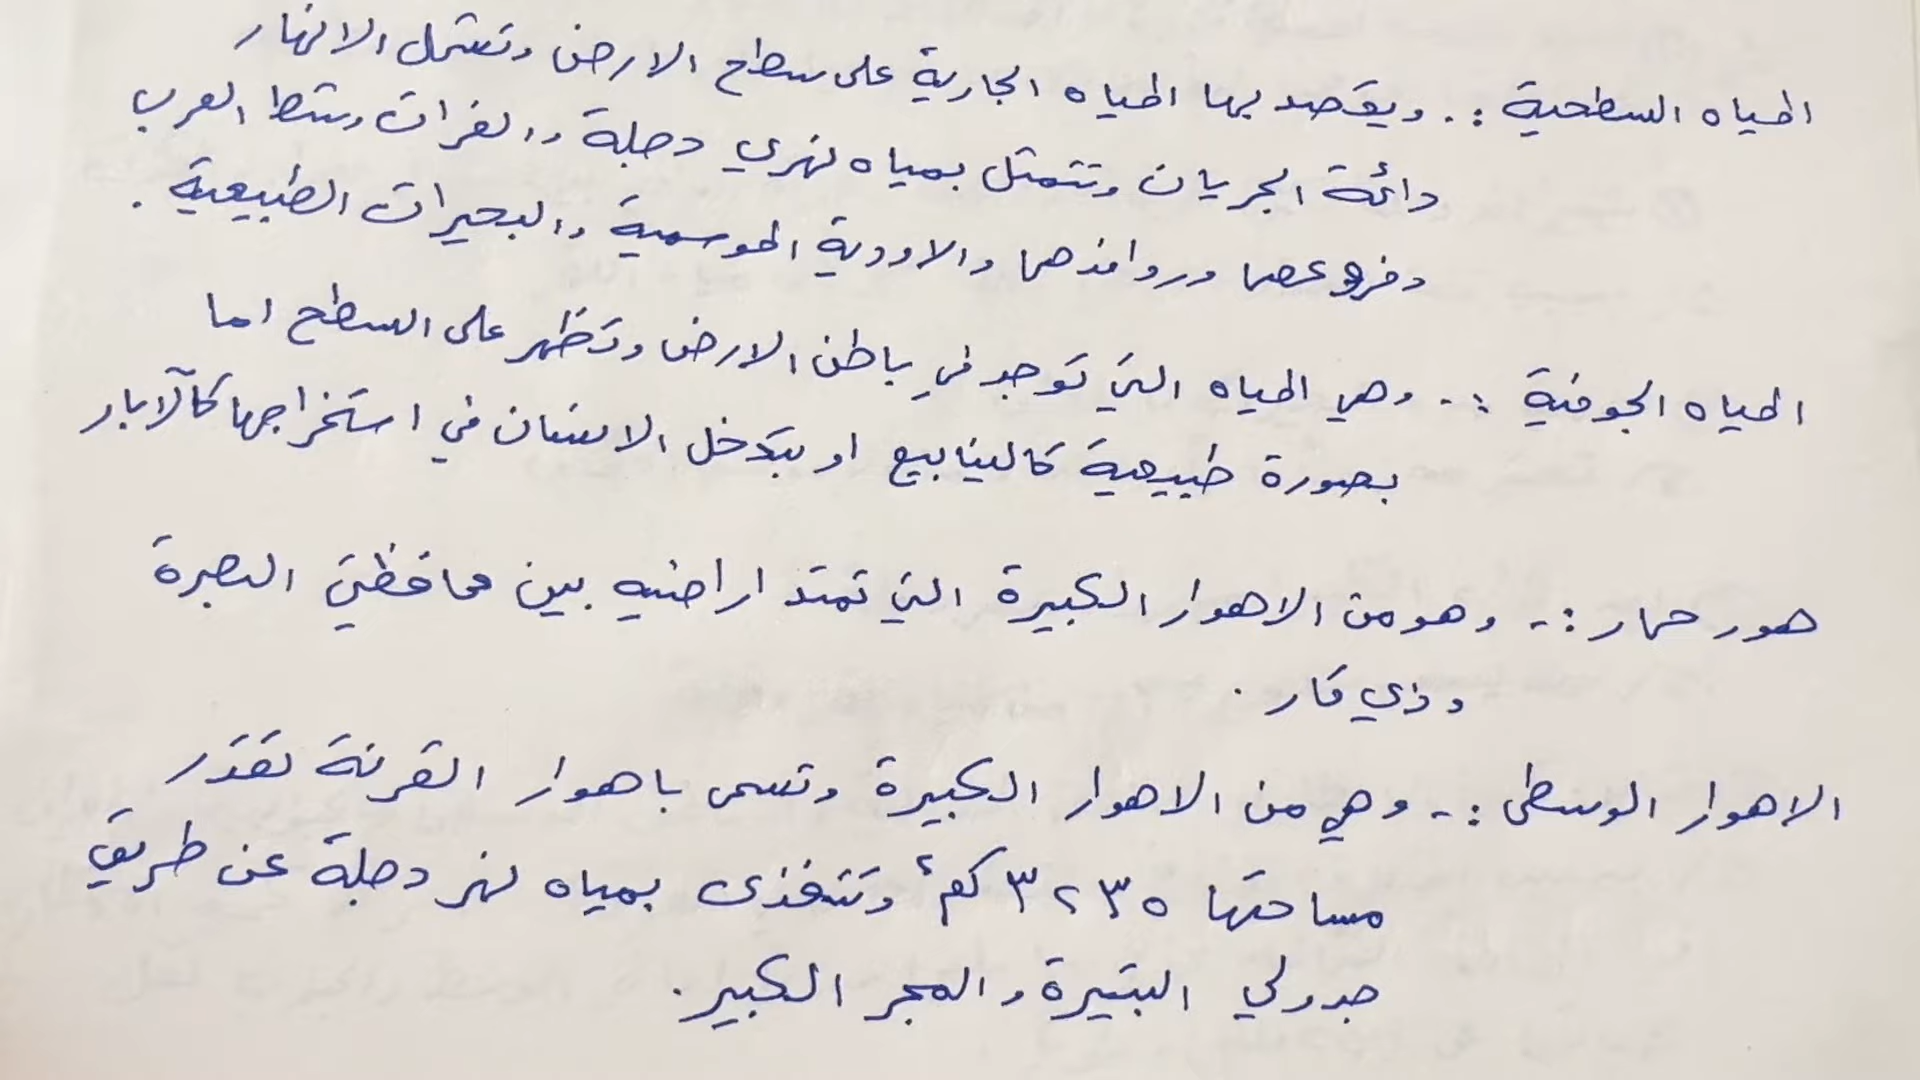 المياه السطحية :. ويقصد بها المياه الجارية على سطح الارض وتشمل الانهار
دائمة الجريان وتتمثل بمياه نهري دجلة والفرات وشط العرب
وفروعهما وروافدهما والاودية الموسمية والبحيرات الطبيعية .
المياه الجوفية :. وهي المياه التي توجد في باطن الارض وتظهر على السطح اما
بصورة طبيعية كالينابيع او بتدخل الانسان في استخراجها كالآبار
هور حمار :. وهو من الاهوار الكبيرة التي تمتد اراضيه بين محافظتي البصرة
وذي قار .
الاهوار الوسطى :. وهي من الاهوار الكبيرة وتسمى باهوار القرنة تقدر
مساحتها ٣٢٣٥ كم٢ وتتغذى بمياه نهر دجلة عن طريق
جدولي البتيرة والمجر الكبير .